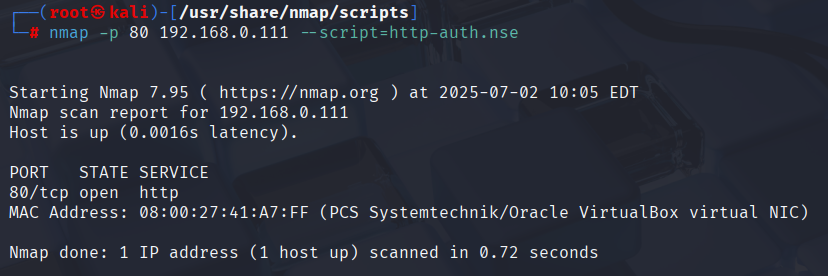 ┌──(root㉿kali)-[/usr/share/nmap/scripts]
└─# nmap -p 80 192.168.0.111 --script=http-auth.nse
Starting Nmap 7.95 ( https://nmap.org ) at 2025-07-02 10:05 EDT
Nmap scan report for 192.168.0.111
Host is up (0.0016s latency).
PORT   STATE SERVICE
80/tcp open  http
MAC Address: 08:00:27:41:A7:FF (PCS Systemtechnik/Oracle VirtualBox virtual NIC)
Nmap done: 1 IP address (1 host up) scanned in 0.72 seconds